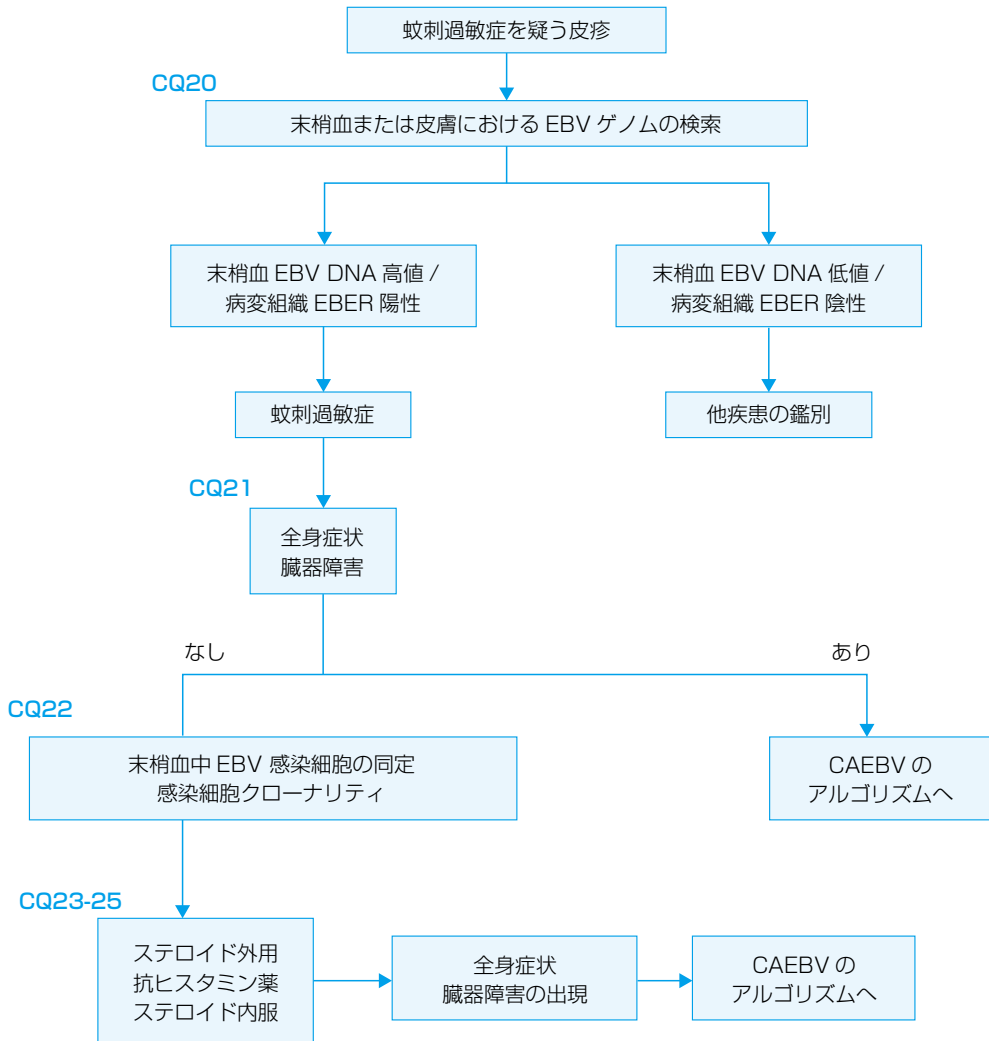 蚊刺過敏症を疑う皮疹
CQ20
末梢血または皮膚における EBV ゲノムの検索
末梢血 EBV DNA 高値 /
病変組織 EBER 陽性
末梢血 EBV DNA 低値 /
病変組織 EBER 陰性
蚊刺過敏症
他疾患の鑑別
CQ21
全身症状
臓器障害
なし
あり
CQ22
末梢血中 EBV 感染細胞の同定
感染細胞クローナリティ
CAEBV の
アルゴリズムへ
CQ23-25
ステロイド外用
抗ヒスタミン薬
ステロイド内服
全身症状
臓器障害の出現
CAEBV の
アルゴリズムへ